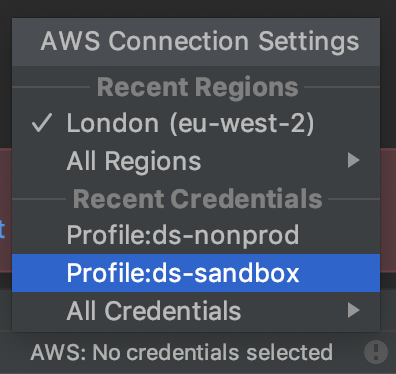 AWS Connection Settings
Recent Regions
✓ London (eu-west-2)
All Regions
Recent Credentials
Profile:ds-nonprod
Profile:ds-sandbox
All Credentials
AWS: No credentials selected